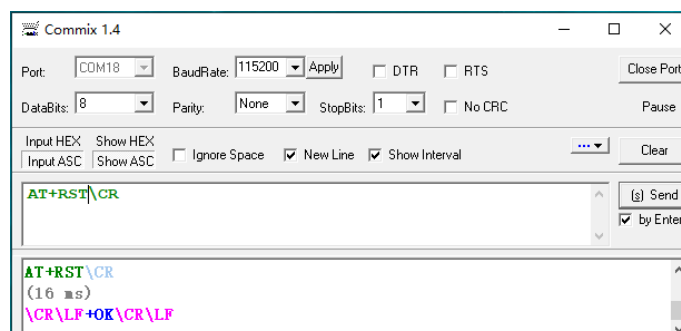 Commix 1.4
Port: COM18 BaudRate: 115200 Apply DTR RTS Close Port
DataBits: 8 Parity: None StopBits: 1 No CRC Pause
Input HEX Show HEX
Input ASC Show ASC Ignore Space New Line Show Interval ... Clear
AT+RST\CR (s) Send
by Enter
AT+RST\CR
(16 ms)
\CR\LF+OK\CR\LF